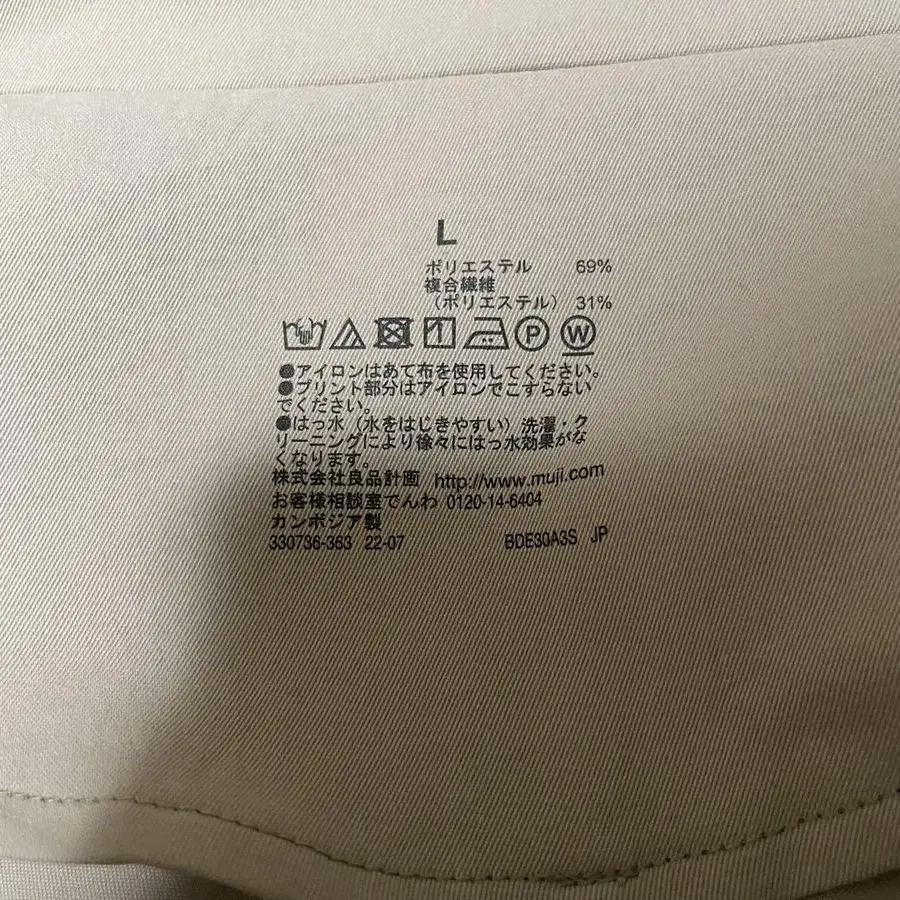 L
ポリエステル 69%
複合繊維
（ポリエステル）31%
P W
●アイロンはあて布を使用してください。
●プリント部分はアイロンでこすらない
でください。
●はっ水（水をはじきやすい）洗濯・ク
リーニングにより徐々にはっ水効果がな
くなります。
株式会社良品計画 http://www.muji.com
お客様相談室でんわ 0120-14-6404
カンボジア製
330736-363 22-07 BDE30A3S JP